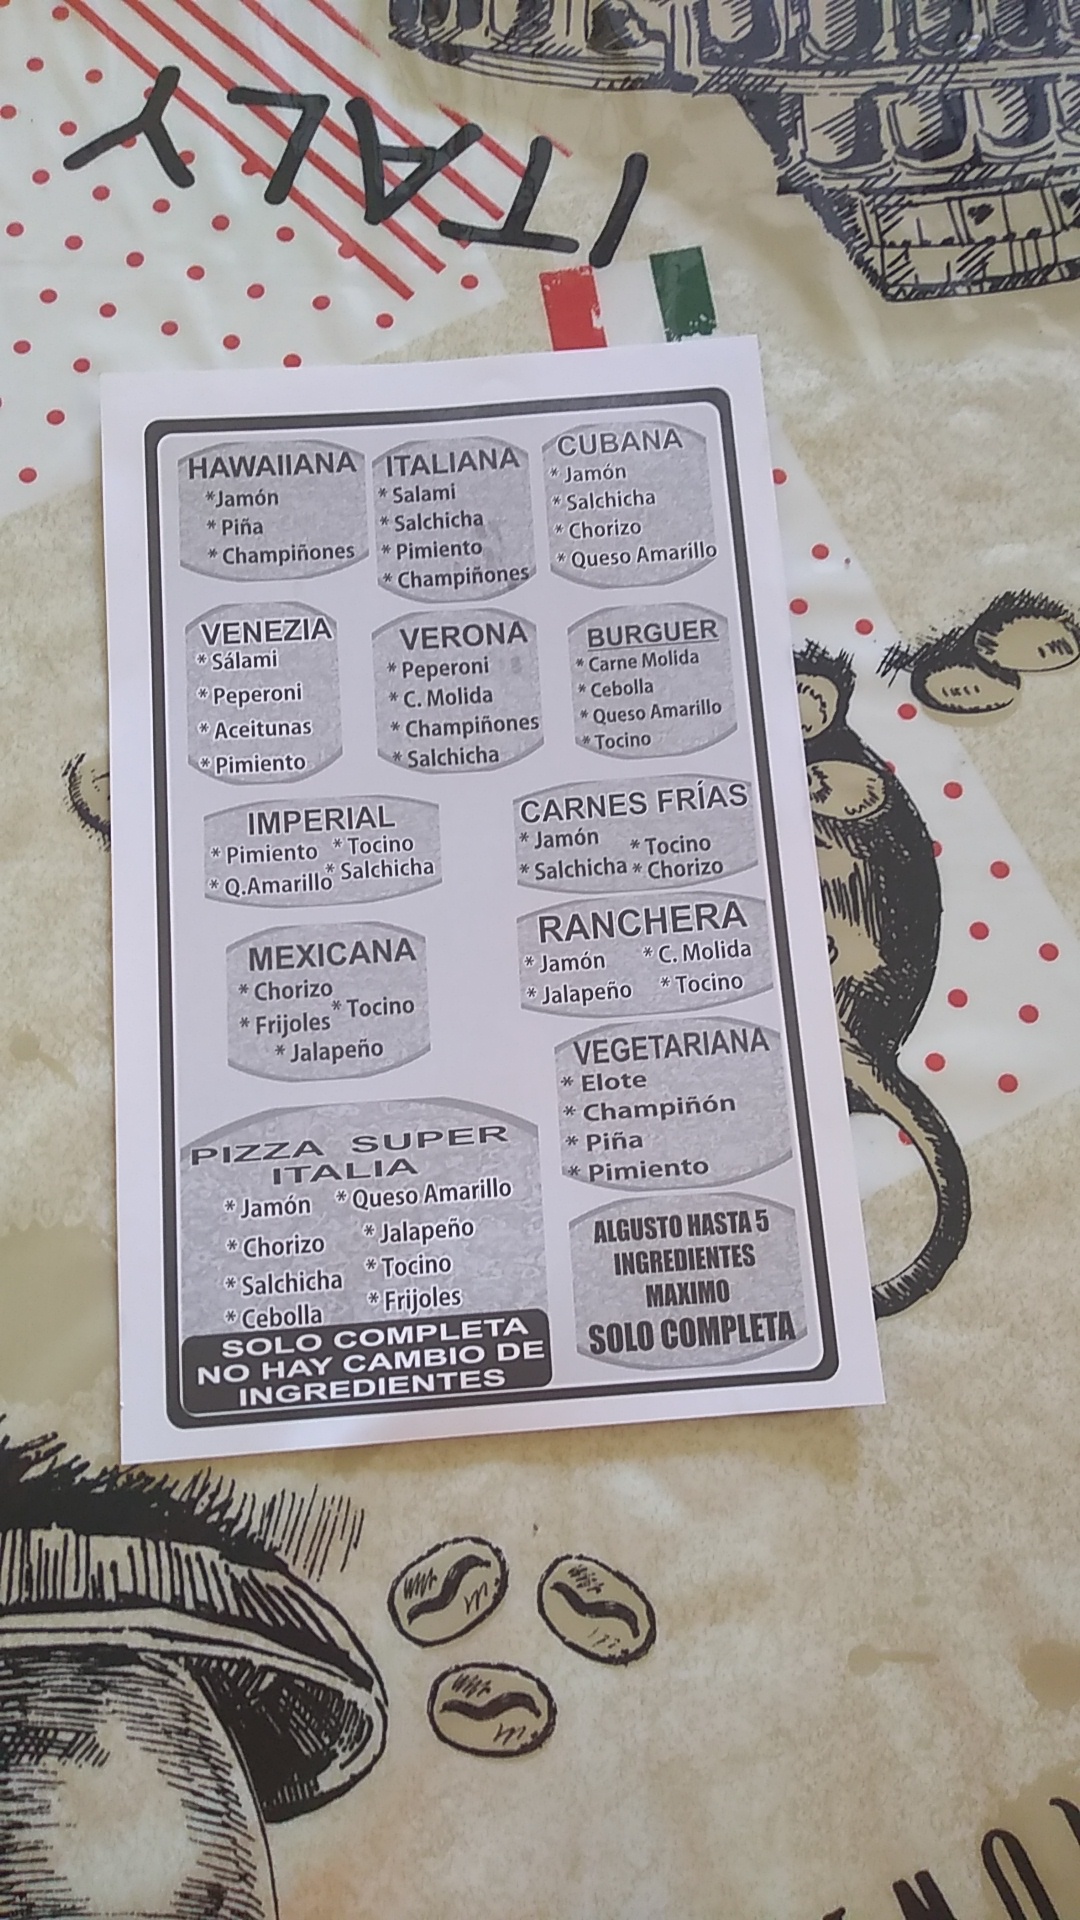 ITALY
HAWAIIANA
*Jamón
* Piña
* Champiñones
ITALIANA
* Salami
* Salchicha
* Pimiento
* Champiñones
CUBANA
* Jamón
* Salchicha
* Chorizo
* Queso Amarillo
VENEZIA
* Sálami
* Peperoni
* Aceitunas
* Pimiento
VERONA
* Peperoni
* C. Molida
* Champiñones
* Salchicha
BURGUER
* Carne Molida
* Cebolla
* Queso Amarillo
* Tocino
IMPERIAL
* Pimiento * Tocino
* Q.Amarillo * Salchicha
CARNES FRÍAS
* Jamón * Tocino
* Salchicha * Chorizo
MEXICANA
* Chorizo
* Frijoles * Tocino
* Jalapeño
RANCHERA
* Jamón * C. Molida
* Jalapeño * Tocino
VEGETARIANA
* Elote
* Champiñón
* Piña
* Pimiento
PIZZA SUPER
ITALIA
* Jamón * Queso Amarillo
* Chorizo * Jalapeño
* Salchicha * Tocino
* Cebolla * Frijoles
SOLO COMPLETA
NO HAY CAMBIO DE
INGREDIENTES
ALGUSTO HASTA 5
INGREDIENTES
MAXIMO
SOLO COMPLETA